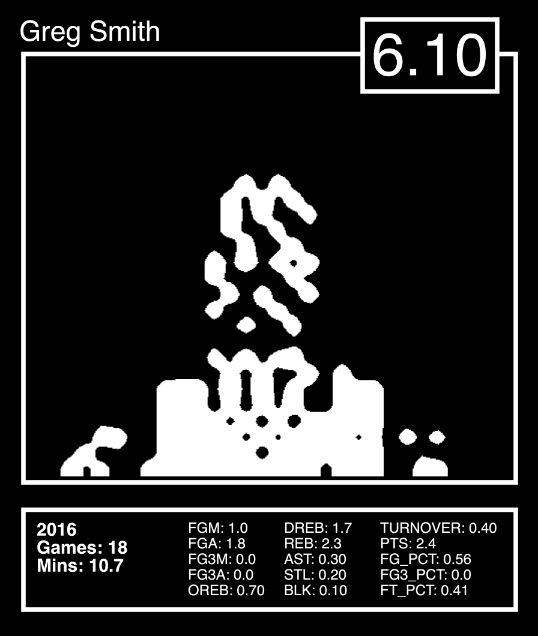 Greg Smith
6.10
2016
Games: 18
Mins: 10.7
FGM: 1.0
FGA: 1.8
FG3M: 0.0
FG3A: 0.0
OREB: 0.70
DREB: 1.7
REB: 2.3
AST: 0.30
STL: 0.20
BLK: 0.10
TURNOVER: 0.40
PTS: 2.4
FG_PCT: 0.56
FG3_PCT: 0.0
FT_PCT: 0.41